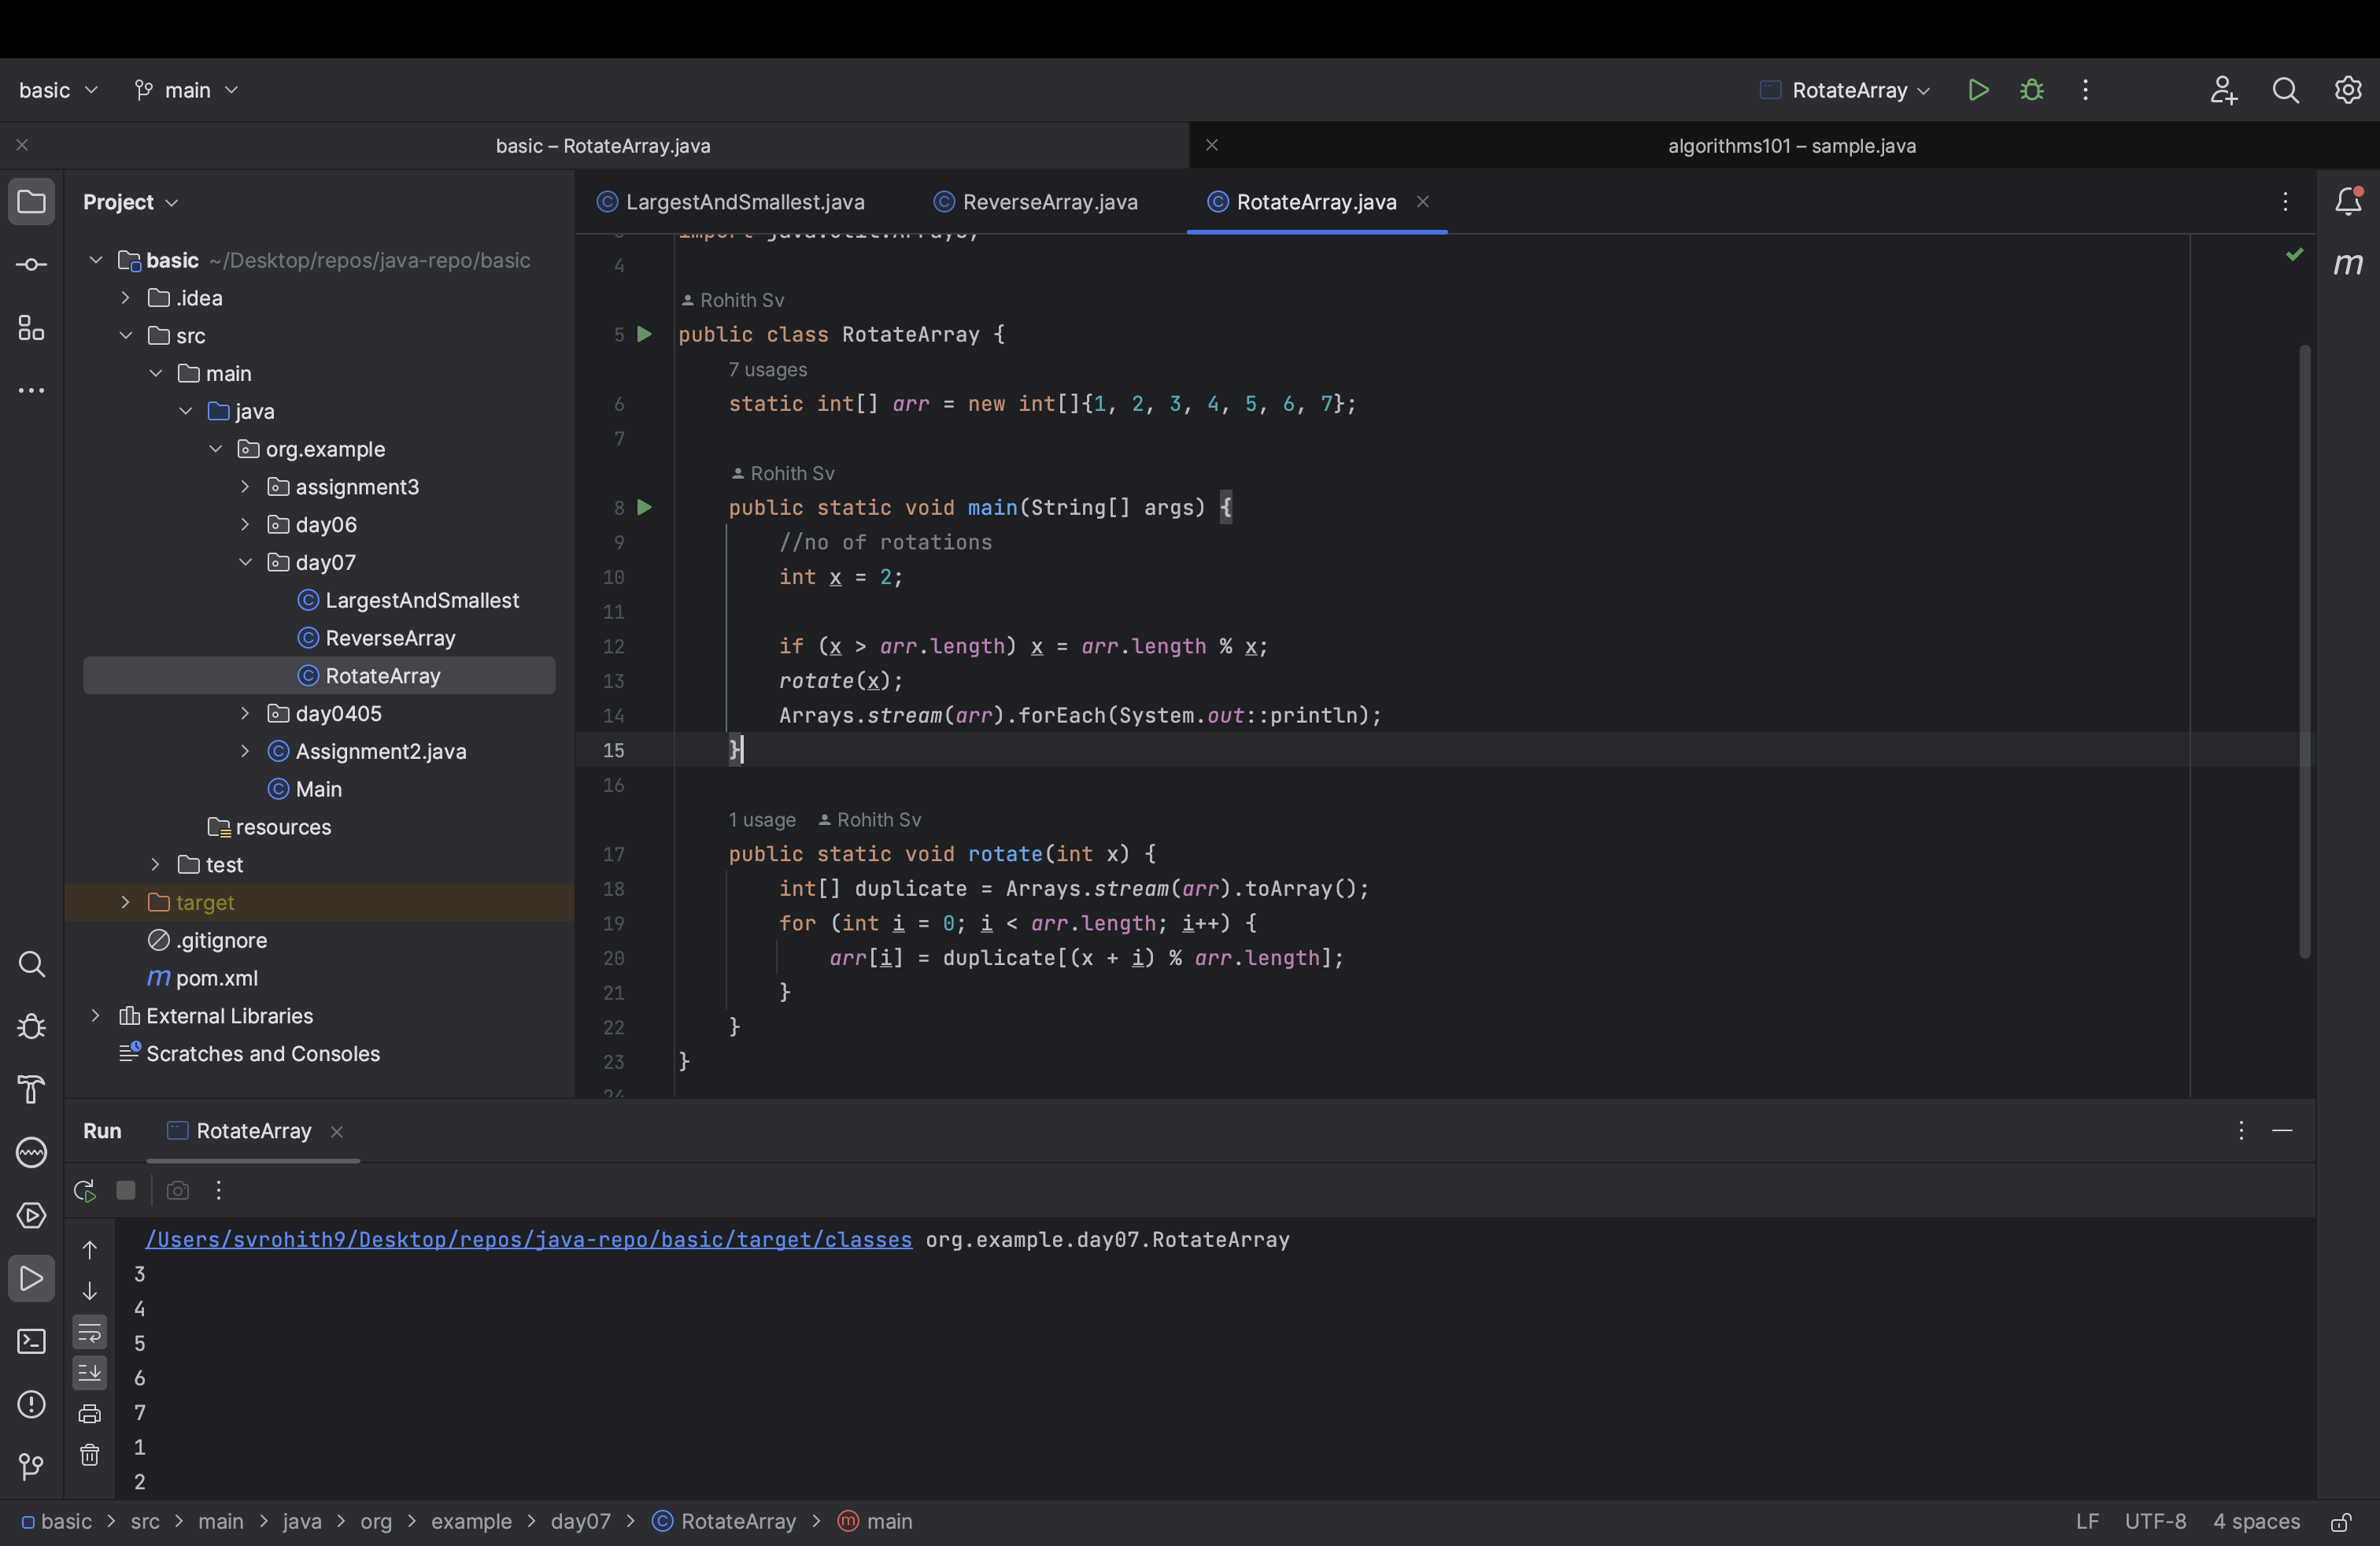 basic
main
RotateArray
basic – RotateArray.java
algorithms101 – sample.java
Project
basic ~/Desktop/repos/java-repo/basic
.idea
src
main
java
org.example
assignment3
day06
day07
LargestAndSmallest
ReverseArray
RotateArray
day0405
Assignment2.java
Main
resources
test
target
.gitignore
pom.xml
External Libraries
Scratches and Consoles
LargestAndSmallest.java
ReverseArray.java
RotateArray.java
3 import java.util.Arrays;
4
Rohith Sv
5 public class RotateArray {
7 usages
6 static int[] arr = new int[]{1, 2, 3, 4, 5, 6, 7};
7
Rohith Sv
8 public static void main(String[] args) {
9 //no of rotations
10 int x = 2;
11
12 if (x > arr.length) x = arr.length % x;
13 rotate(x);
14 Arrays.stream(arr).forEach(System.out::println);
15 }
16
1 usage Rohith Sv
17 public static void rotate(int x) {
18 int[] duplicate = Arrays.stream(arr).toArray();
19 for (int i = 0; i < arr.length; i++) {
20 arr[i] = duplicate[(x + i) % arr.length];
21 }
22 }
23 }
24
Run
RotateArray
/Users/svrohith9/Desktop/repos/java-repo/basic/target/classes org.example.day07.RotateArray
3
4
5
6
7
1
2
basic > src > main > java > org > example > day07 > RotateArray > main
LF UTF-8 4 spaces